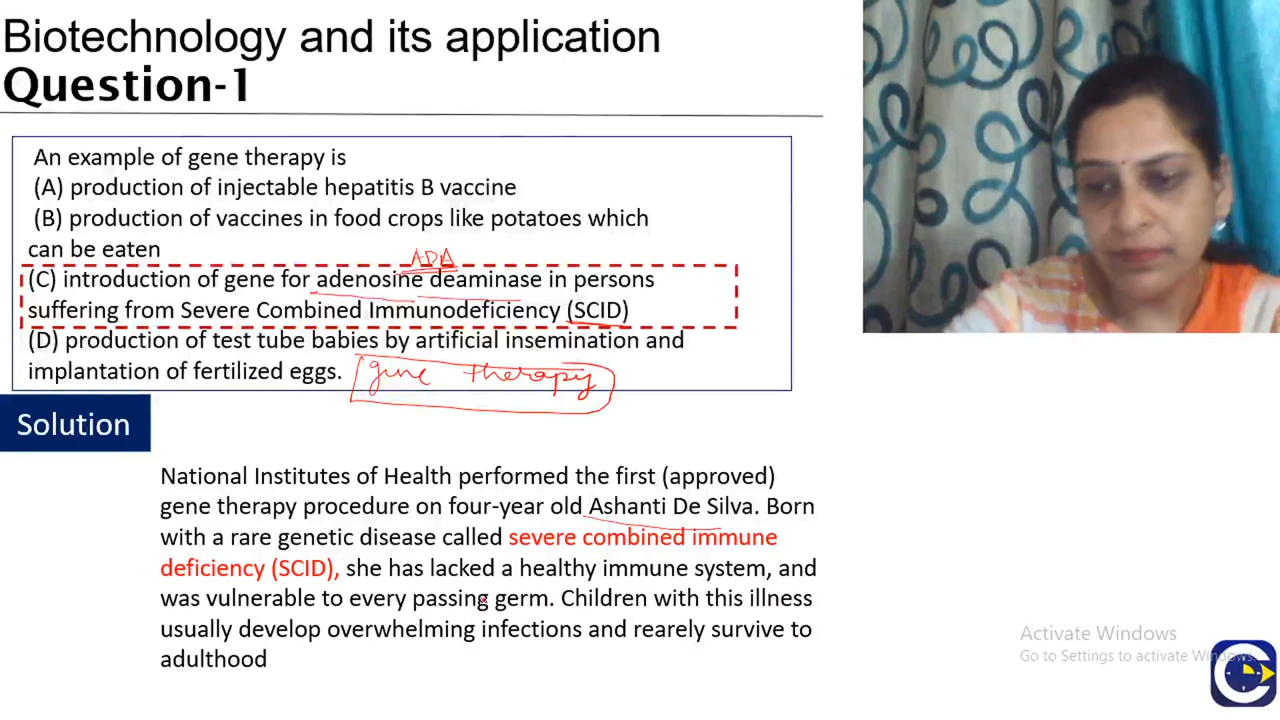 Biotechnology and its application
Question-1
An example of gene therapy is
(A) production of injectable hepatitis B vaccine
(B) production of vaccines in food crops like potatoes which
can be eaten
ADA
(C) introduction of gene for adenosine deaminase in persons
suffering from Severe Combined Immunodeficiency (SCID)
(D) production of test tube babies by artificial insemination and
implantation of fertilized eggs.
gene therapy
Solution
National Institutes of Health performed the first (approved)
gene therapy procedure on four-year old Ashanti De Silva. Born
with a rare genetic disease called severe combined immune
deficiency (SCID), she has lacked a healthy immune system, and
was vulnerable to every passing germ. Children with this illness
usually develop overwhelming infections and rearely survive to
adulthood
Activate Windows
Go to Settings to activate Windows.